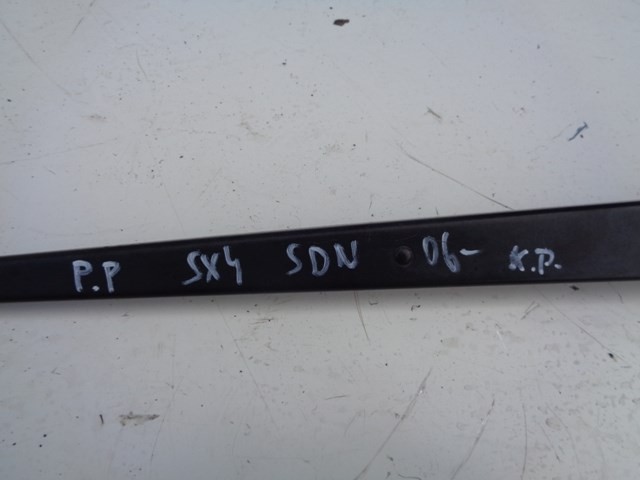 P.P SX4 SDN 06- K.P.